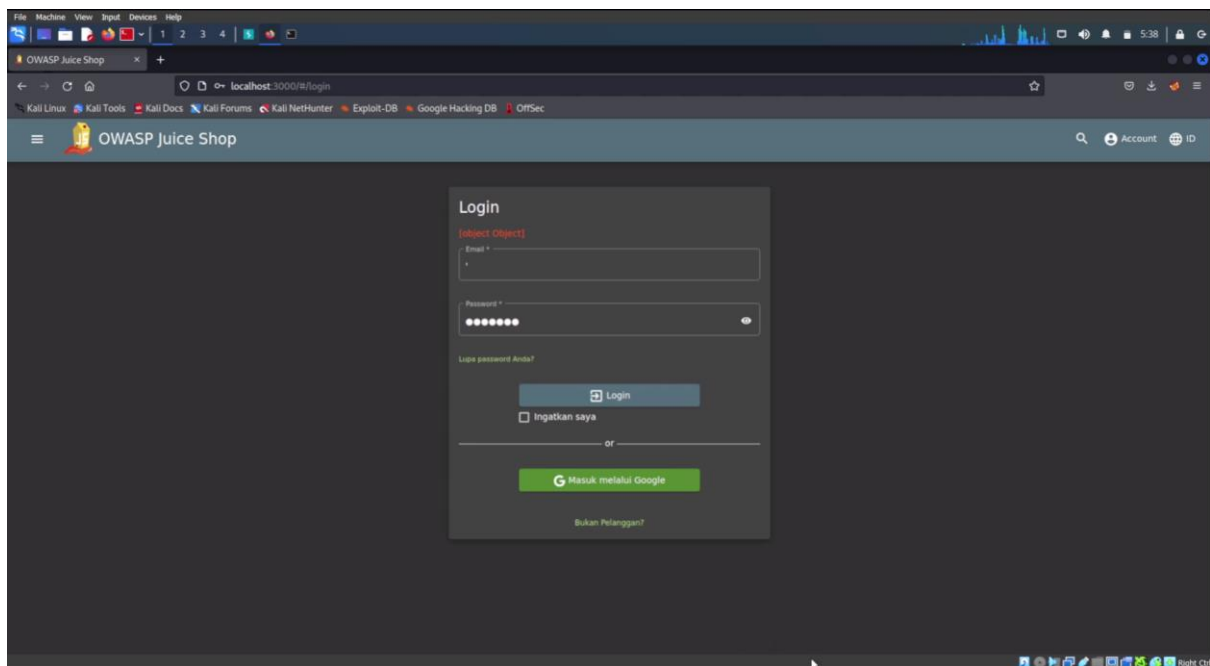 File Machine View Input Devices Help
1 2 3 4 5:38
OWASP Juice Shop
localhost:3000/#/login
Kali Linux Kali Tools Kali Docs Kali Forums Kali NetHunter Exploit-DB Google Hacking DB OffSec
OWASP Juice Shop Account ID
Login
[object Object]
Email *
'
Password *
Lupa password Anda?
Login
Ingatkan saya
or
G Masuk melalui Google
Bukan Pelanggan?
Right Ctrl